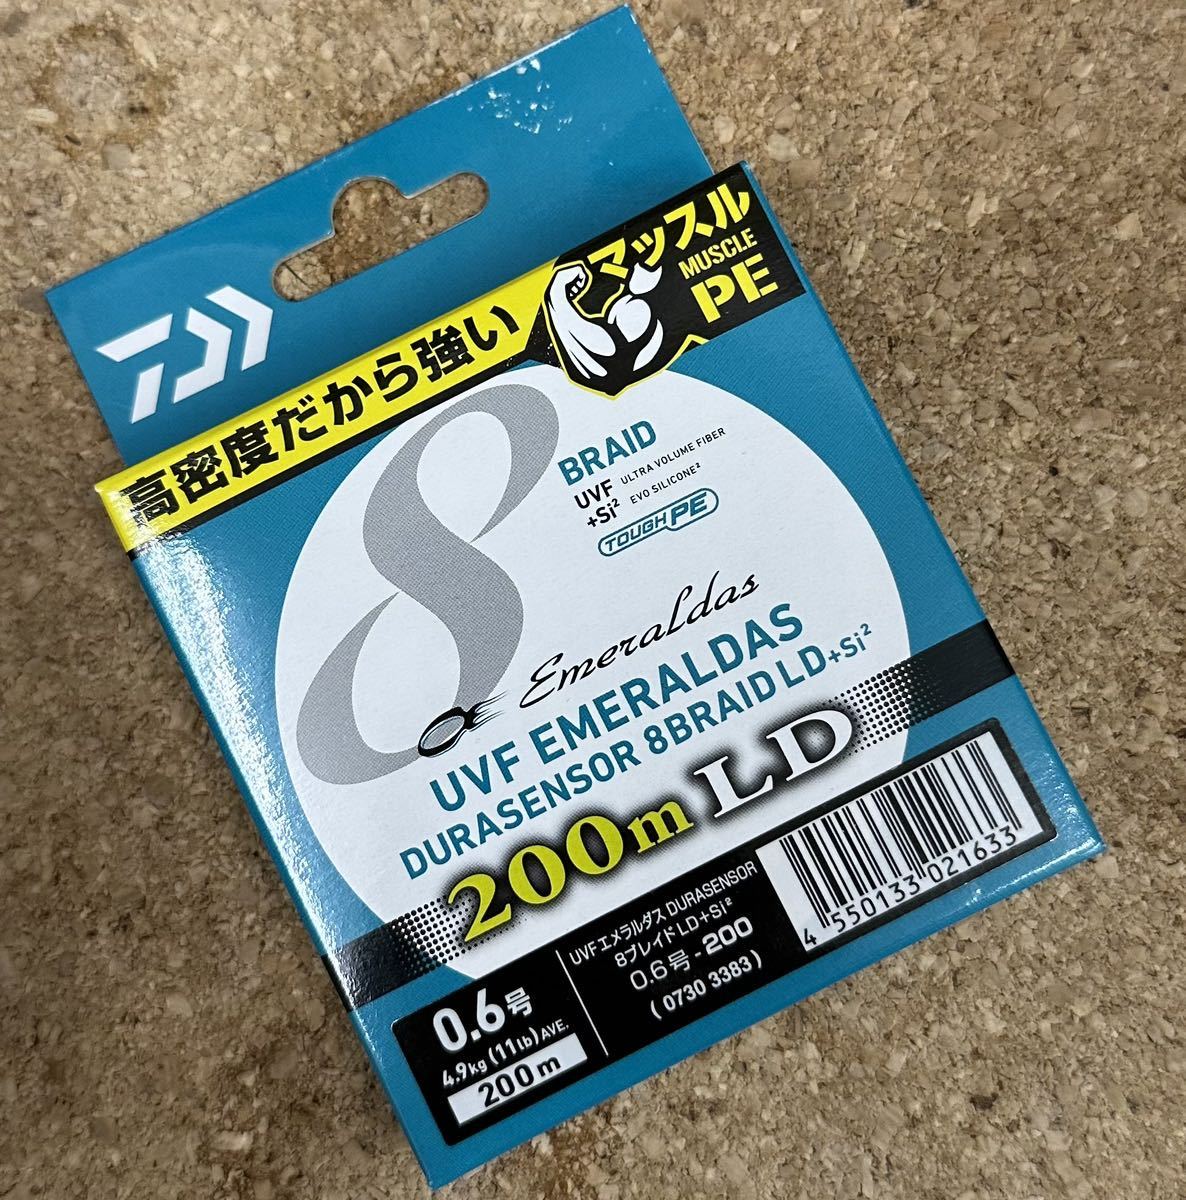 高密度だから強い
マッスル
MUSCLE
PE
8
BRAID
UVF ULTRA VOLUME FIBER
+Si² EVO SILICONE²
TOUGH PE
Emeraldas
UVF EMERALDAS
DURASENSOR 8BRAID LD+Si²
200m LD
0.6号
4.9kg (11lb) AVE.
200m
UVFエメラルダス DURASENSOR
8ブレイド LD+Si²
0.6号-200
(0730 3383)
4 550133 021633